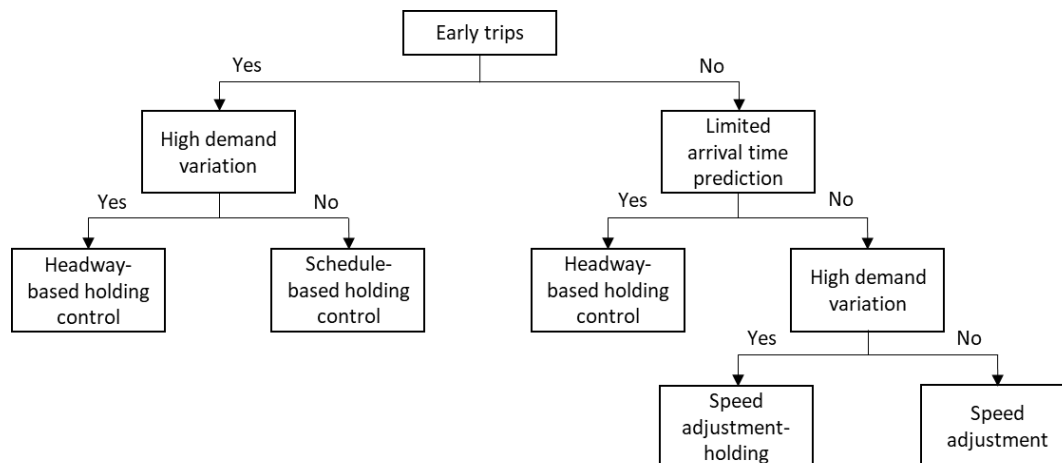 Early trips
Yes
No
High demand
variation
Limited
arrival time
prediction
Yes
No
Yes
No
Headway-
based holding
control
Schedule-
based holding
control
Headway-
based holding
control
High demand
variation
Yes
No
Speed
adjustment-
holding
Speed
adjustment